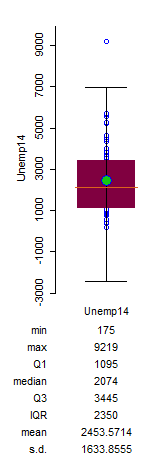 9000
7000
5000
3000
1000
-1000
-3000
Unemp14
Unemp14
min 175
max 9219
Q1 1095
median 2074
Q3 3445
IQR 2350
mean 2453.5714
s.d. 1633.8555